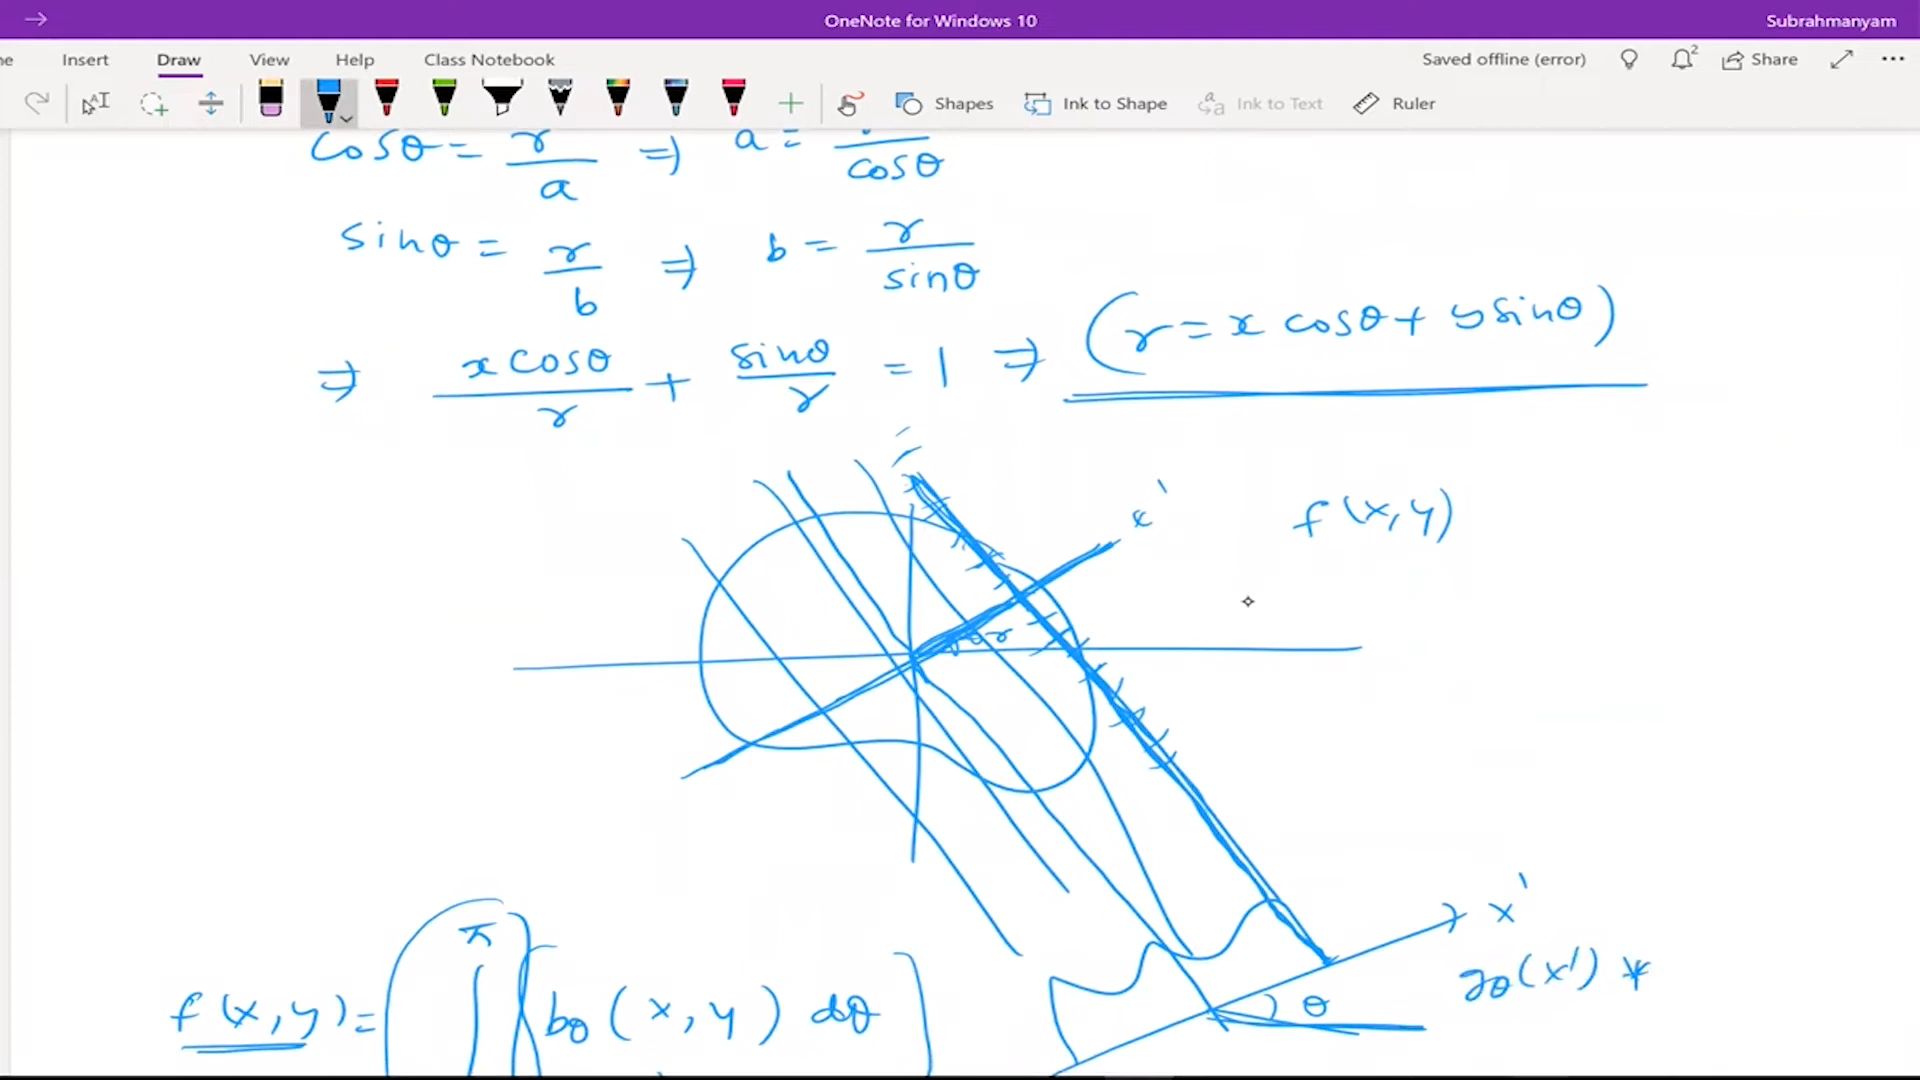 OneNote for Windows 10
Subrahmanyam
Insert Draw View Help Class Notebook
Saved offline (error) 2 Share
Shapes Ink to Shape Ink to Text Ruler
cosθ = r/a ⇒ a = /cosθ
sinθ = r/b ⇒ b = r/sinθ
⇒ x cosθ/r + sinθ/r = 1 ⇒ (r = x cosθ + y sinθ)
x'
f(x,y)
θ r
x'
gθ(x') *
θ
f(x,y) = ∫ π bθ(x,y) dθ